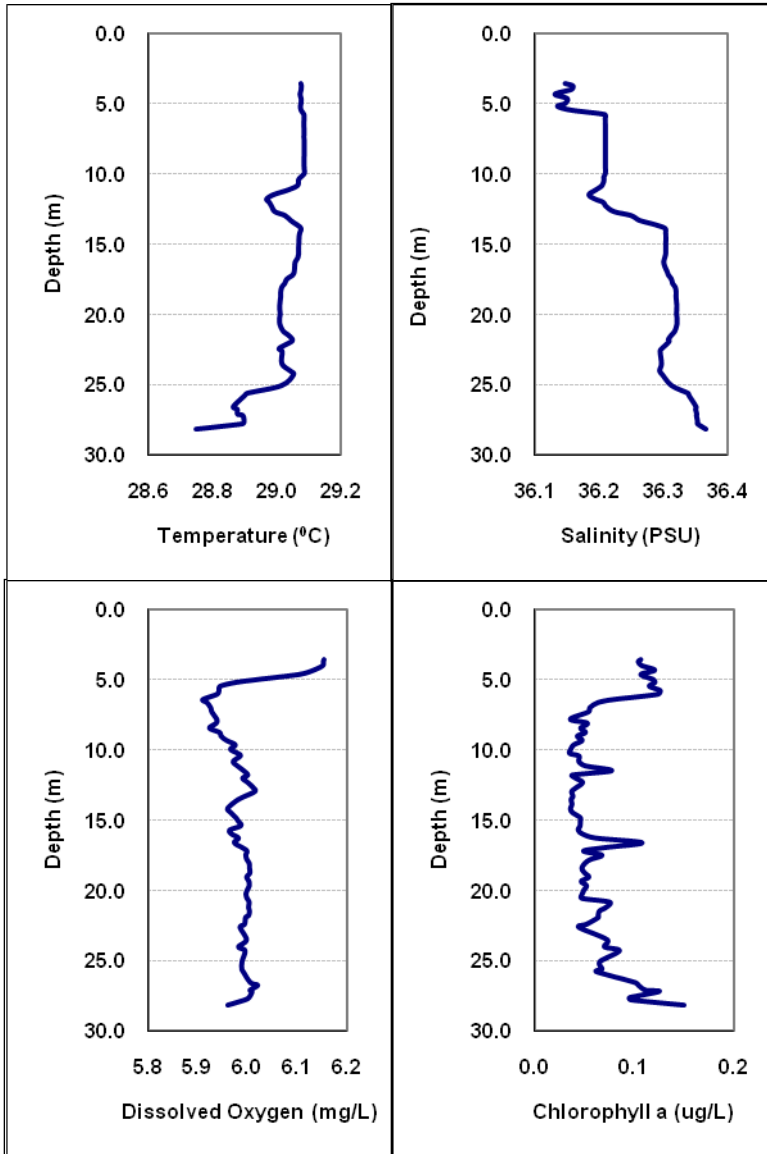 0.0
5.0
10.0
15.0
20.0
25.0
30.0
Depth (m)
28.6 28.8 29.0 29.2
Temperature (⁰C)
0.0
5.0
10.0
15.0
20.0
25.0
30.0
Depth (m)
36.1 36.2 36.3 36.4
Salinity (PSU)
0.0
5.0
10.0
15.0
20.0
25.0
30.0
Depth (m)
5.8 5.9 6.0 6.1 6.2
Dissolved Oxygen (mg/L)
0.0
5.0
10.0
15.0
20.0
25.0
30.0
Depth (m)
0.0 0.1 0.2
Chlorophyll a (ug/L)